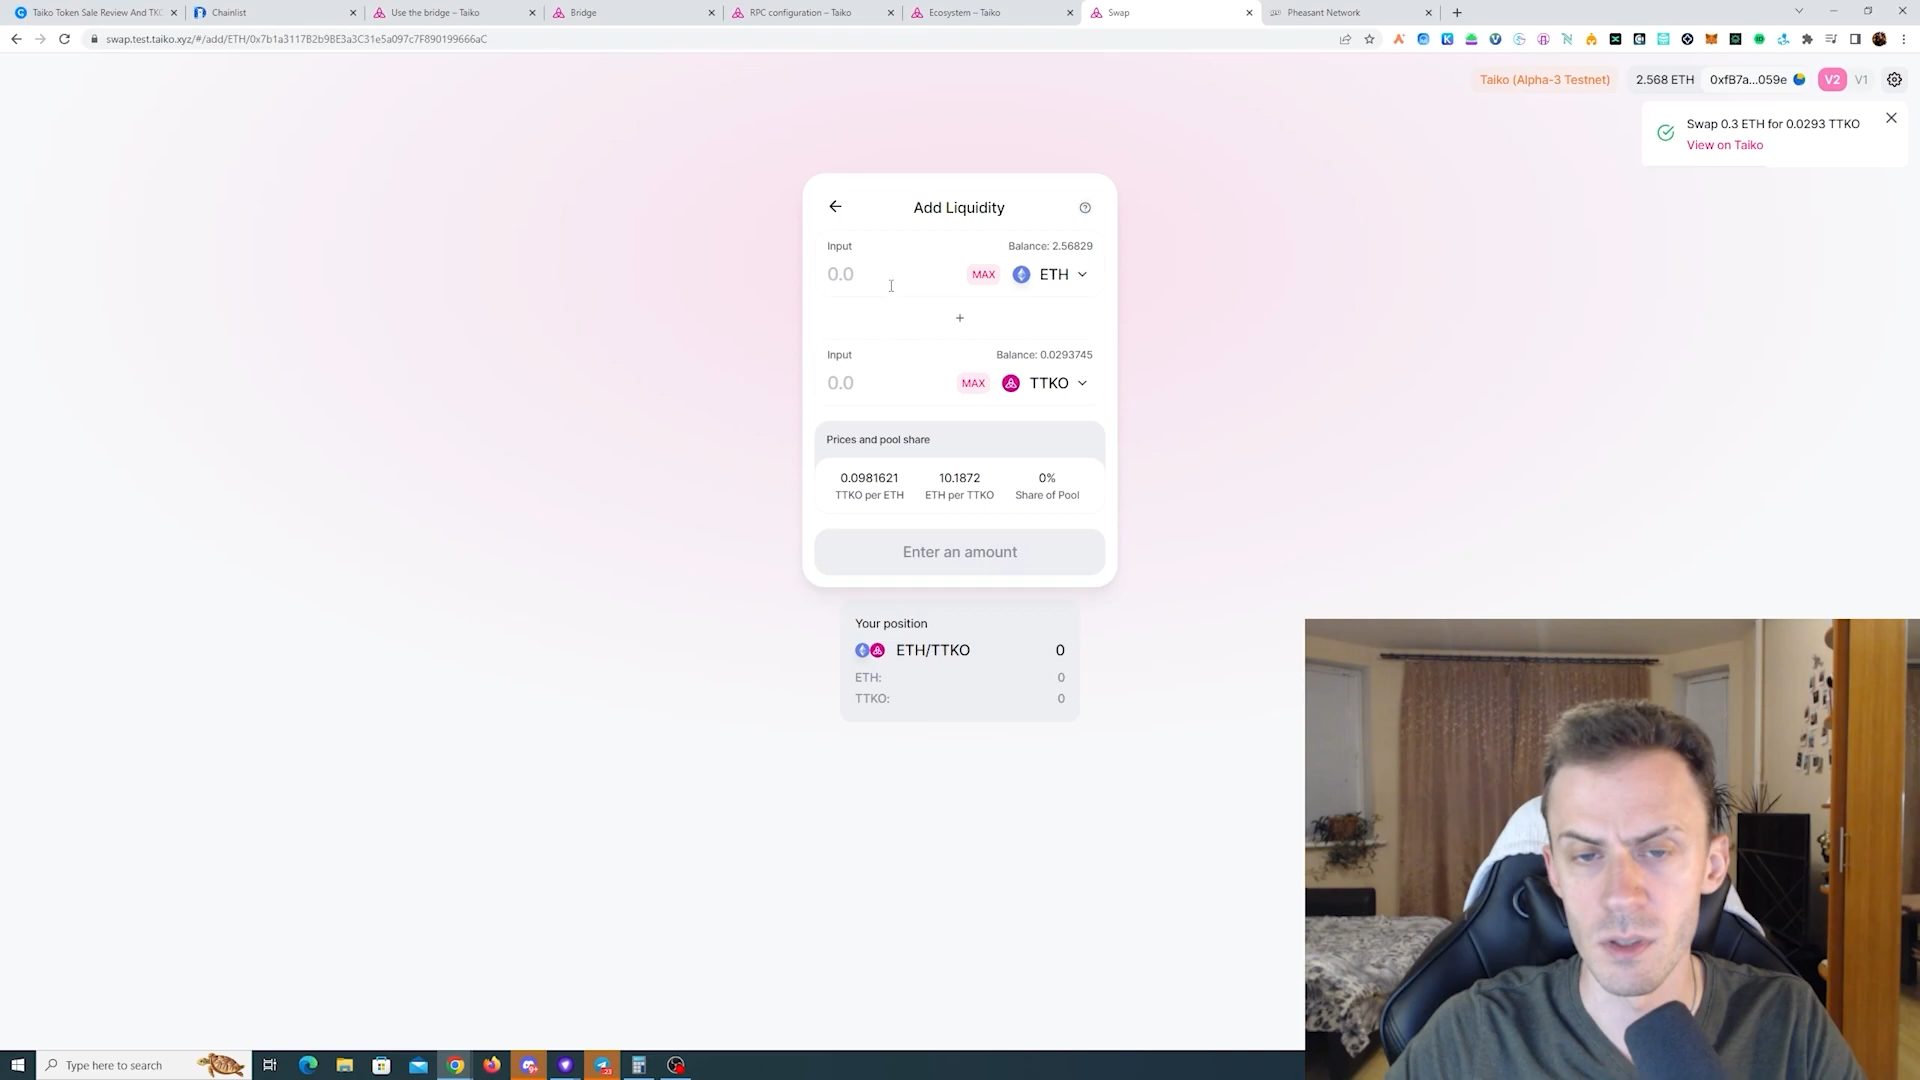 Taiko Token Sale Review And TKO
Chainlist
Use the bridge – Taiko
Bridge
RPC configuration – Taiko
Ecosystem – Taiko
Swap
Pheasant Network
swap.test.taiko.xyz/#/add/ETH/0x7b1a3117B2b9BE3a3C31e5a097c7F890199666aC
Taiko (Alpha-3 Testnet)
2.568 ETH
0xfB7a...059e
V2
V1
Swap 0.3 ETH for 0.0293 TTKO
View on Taiko
Add Liquidity
Input
Balance: 2.56829
0.0
MAX
ETH
+
Input
Balance: 0.0293745
0.0
MAX
TTKO
Prices and pool share
0.0981621
10.1872
0%
TTKO per ETH
ETH per TTKO
Share of Pool
Enter an amount
Your position
ETH/TTKO
0
ETH:
0
TTKO:
0
Type here to search